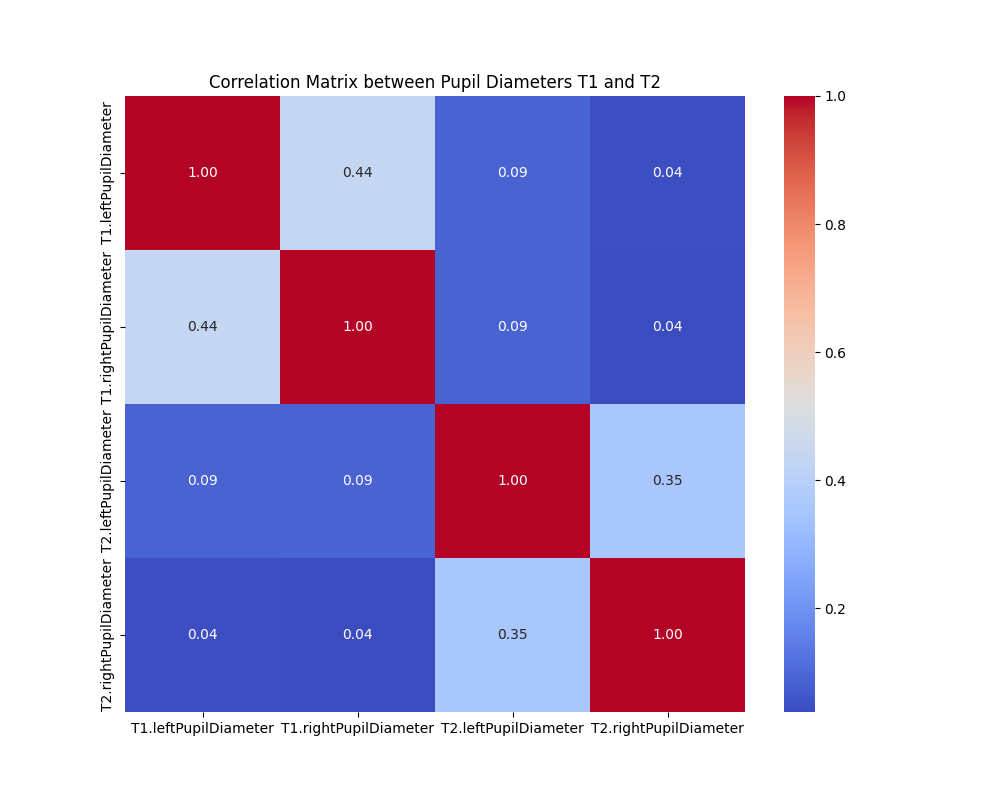 Correlation Matrix between Pupil Diameters T1 and T2
T1.leftPupilDiameter
1.00 0.44 0.09 0.04
T1.rightPupilDiameter
0.44 1.00 0.09 0.04
T2.leftPupilDiameter
0.09 0.09 1.00 0.35
T2.rightPupilDiameter
0.04 0.04 0.35 1.00
T1.leftPupilDiameter T1.rightPupilDiameter T2.leftPupilDiameter T2.rightPupilDiameter
1.0
0.8
0.6
0.4
0.2